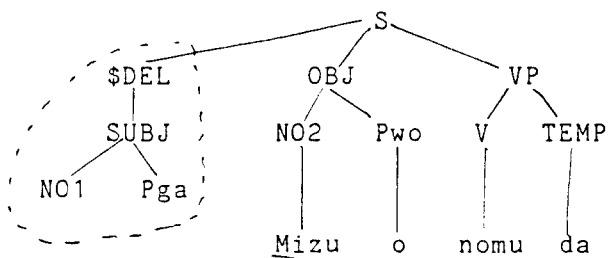 S
$DEL OBJ VP
SUBJ NO2 Pwo V TEMP
NO1 Pga
Mizu o nomu da